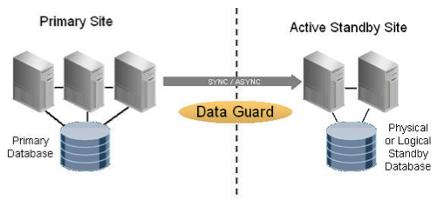 Primary Site
Active Standby Site
SYNC / ASYNC
Data Guard
Primary
Database
Physical
or Logical
Standby
Database